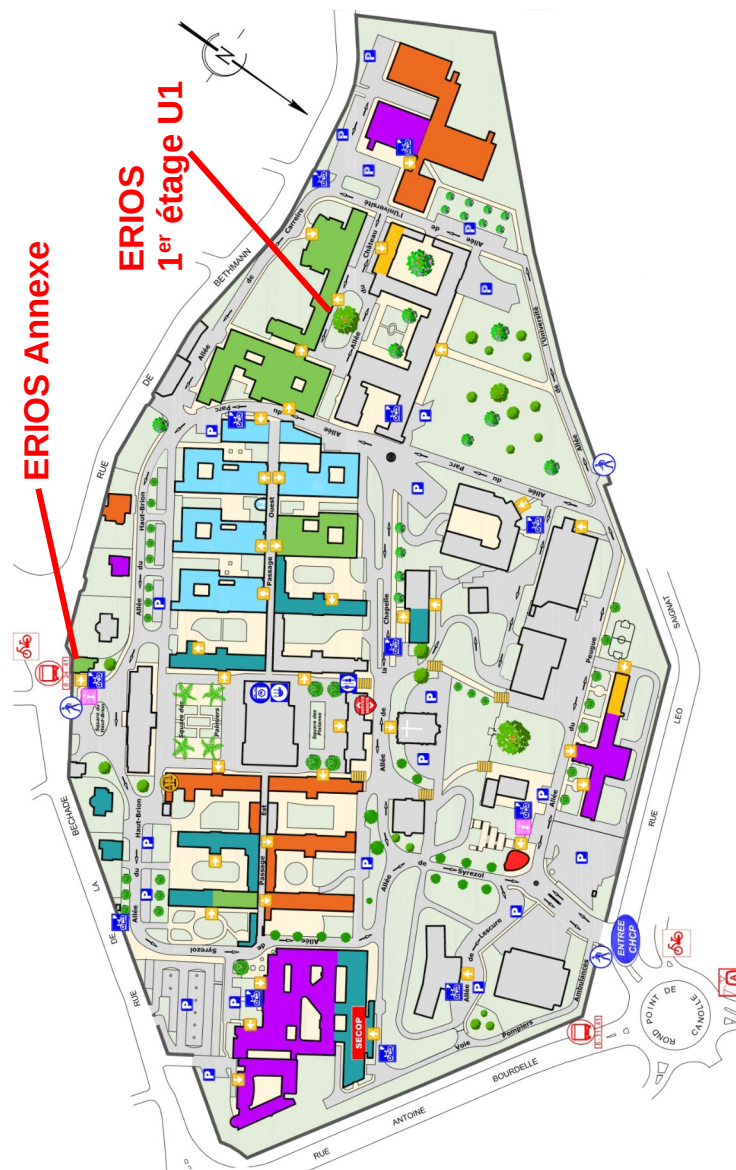 N
ERIOS
1er étage U1
ERIOS Annexe
RUE
DE
BETHMANN
Allée
de
Carreire
Allée
du
Château
Allée
de
l'Université
Allée
de
l'Université
Allée
du
Parc
Allée
du
Parc
Passage
Ouest
Allée
du
Haut-Brion
Allée
de
la
Chapelle
Square du
Haut-Brion
Square des
Palmiers
Square des
Platanes
Allée
du
Peugue
RUE
LEO
SAIGNAT
Passage
Est
Allée
du
Haut-Brion
Allée
de
Syrezol
Allée
de
Syrezol
RUE
DE
LA
BECHADE
SECOP
Allée
de
Lescure
Voie
Pompiers
Ambulances
ENTREE
CHCP
ROND POINT DE
CANOLLE
RUE
ANTOINE
BOURDELLE
P
A